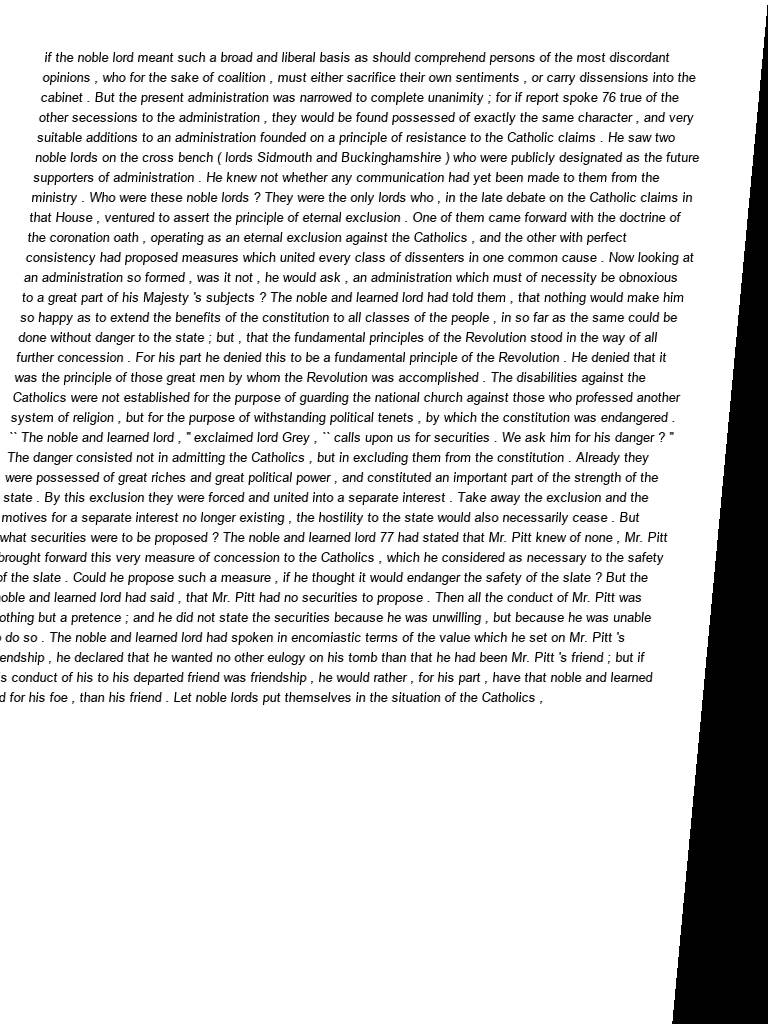 if the noble lord meant such a broad and liberal basis as should comprehend persons of the most discordant
opinions , who for the sake of coalition , must either sacrifice their own sentiments , or carry dissensions into the
cabinet . But the present administration was narrowed to complete unanimity ; for if report spoke 76 true of the
other secessions to the administration , they would be found possessed of exactly the same character , and very
suitable additions to an administration founded on a principle of resistance to the Catholic claims . He saw two
noble lords on the cross bench ( lords Sidmouth and Buckinghamshire ) who were publicly designated as the future
supporters of administration . He knew not whether any communication had yet been made to them from the
ministry . Who were these noble lords ? They were the only lords who , in the late debate on the Catholic claims in
that House , ventured to assert the principle of eternal exclusion . One of them came forward with the doctrine of
the coronation oath , operating as an eternal exclusion against the Catholics , and the other with perfect
consistency had proposed measures which united every class of dissenters in one common cause . Now looking at
an administration so formed , was it not , he would ask , an administration which must of necessity be obnoxious
to a great part of his Majesty 's subjects ? The noble and learned lord had told them , that nothing would make him
so happy as to extend the benefits of the constitution to all classes of the people , in so far as the same could be
done without danger to the state ; but , that the fundamental principles of the Revolution stood in the way of all
further concession . For his part he denied this to be a fundamental principle of the Revolution . He denied that it
was the principle of those great men by whom the Revolution was accomplished . The disabilities against the
Catholics were not established for the purpose of guarding the national church against those who professed another
system of religion , but for the purpose of withstanding political tenets , by which the constitution was endangered .
`` The noble and learned lord , '' exclaimed lord Grey , `` calls upon us for securities . We ask him for his danger ? ''
The danger consisted not in admitting the Catholics , but in excluding them from the constitution . Already they
were possessed of great riches and great political power , and constituted an important part of the strength of the
state . By this exclusion they were forced and united into a separate interest . Take away the exclusion and the
motives for a separate interest no longer existing , the hostility to the state would also necessarily cease . But
what securities were to be proposed ? The noble and learned lord 77 had stated that Mr. Pitt knew of none , Mr. Pitt
brought forward this very measure of concession to the Catholics , which he considered as necessary to the safety
of the slate . Could he propose such a measure , if he thought it would endanger the safety of the slate ? But the
noble and learned lord had said , that Mr. Pitt had no securities to propose . Then all the conduct of Mr. Pitt was
othing but a pretence ; and he did not state the securities because he was unwilling , but because he was unable
do so . The noble and learned lord had spoken in encomiastic terms of the value which he set on Mr. Pitt 's
endship , he declared that he wanted no other eulogy on his tomb than that he had been Mr. Pitt 's friend ; but if
s conduct of his to his departed friend was friendship , he would rather , for his part , have that noble and learned
d for his foe , than his friend . Let noble lords put themselves in the situation of the Catholics ,